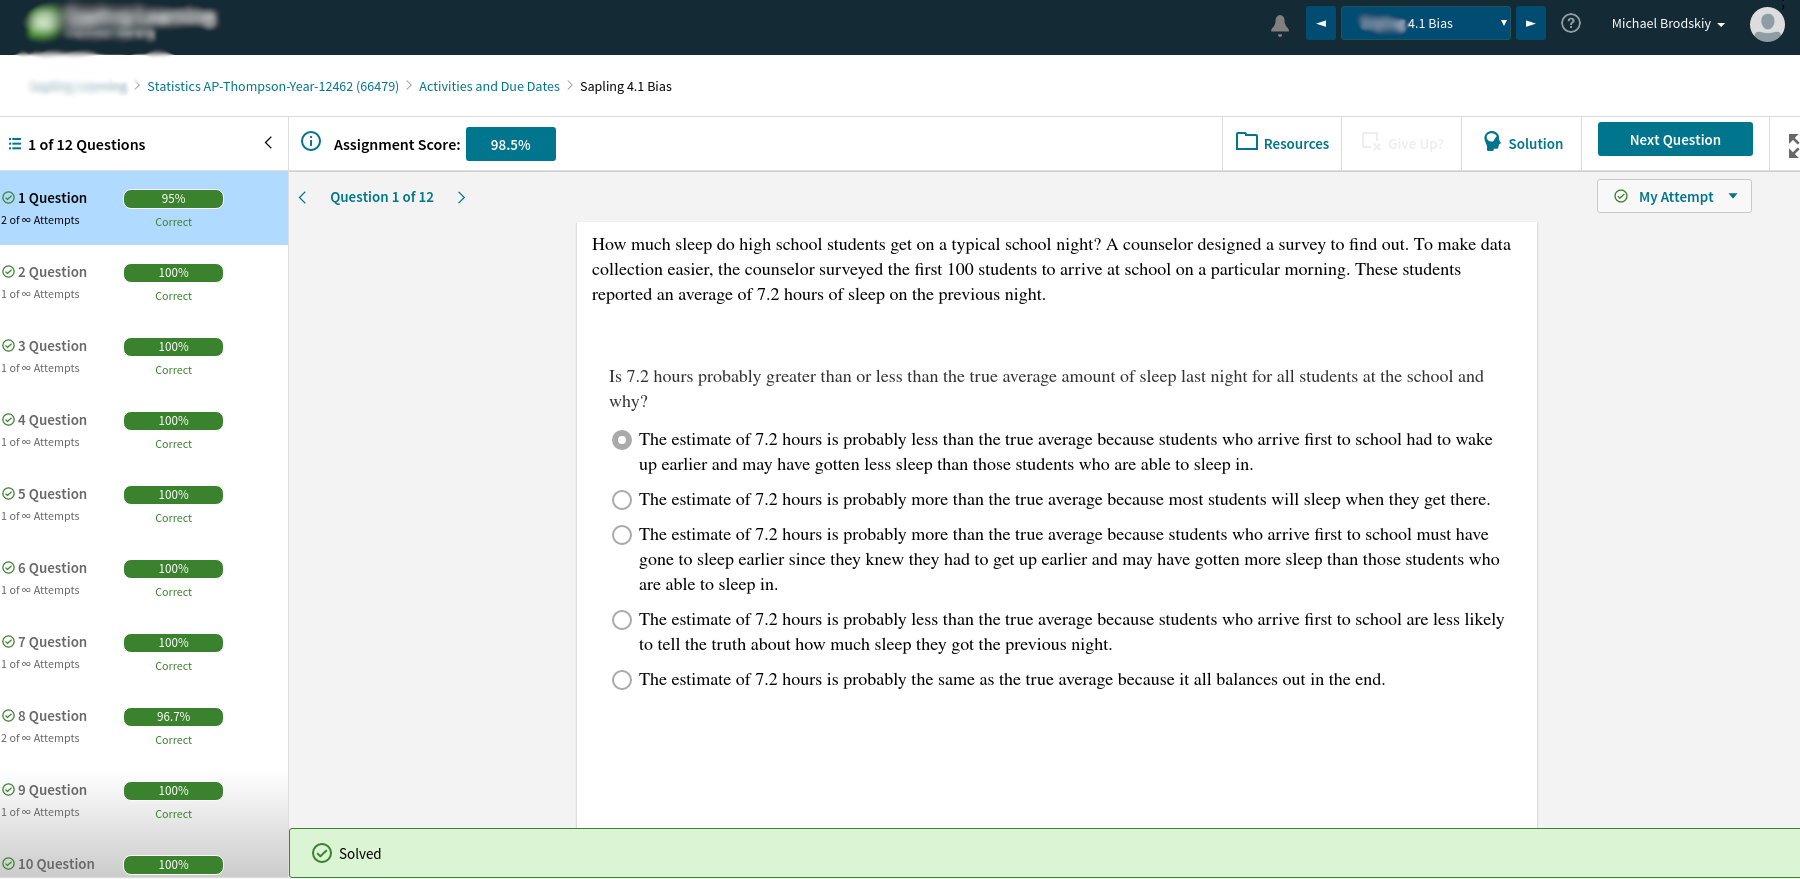 4.1 Bias
Michael Brodskiy
Statistics AP-Thompson-Year-12462 (66479) > Activities and Due Dates > Sapling 4.1 Bias
1 of 12 Questions
Assignment Score: 98.5%
Resources
Give Up?
Solution
Next Question
1 Question 95%
2 of ∞ Attempts Correct
2 Question 100%
1 of ∞ Attempts Correct
3 Question 100%
1 of ∞ Attempts Correct
4 Question 100%
1 of ∞ Attempts Correct
5 Question 100%
1 of ∞ Attempts Correct
6 Question 100%
1 of ∞ Attempts Correct
7 Question 100%
1 of ∞ Attempts Correct
8 Question 96.7%
2 of ∞ Attempts Correct
9 Question 100%
1 of ∞ Attempts Correct
10 Question 100%
Question 1 of 12
My Attempt
How much sleep do high school students get on a typical school night? A counselor designed a survey to find out. To make data
collection easier, the counselor surveyed the first 100 students to arrive at school on a particular morning. These students
reported an average of 7.2 hours of sleep on the previous night.
Is 7.2 hours probably greater than or less than the true average amount of sleep last night for all students at the school and
why?
The estimate of 7.2 hours is probably less than the true average because students who arrive first to school had to wake
up earlier and may have gotten less sleep than those students who are able to sleep in.
The estimate of 7.2 hours is probably more than the true average because most students will sleep when they get there.
The estimate of 7.2 hours is probably more than the true average because students who arrive first to school must have
gone to sleep earlier since they knew they had to get up earlier and may have gotten more sleep than those students who
are able to sleep in.
The estimate of 7.2 hours is probably less than the true average because students who arrive first to school are less likely
to tell the truth about how much sleep they got the previous night.
The estimate of 7.2 hours is probably the same as the true average because it all balances out in the end.
Solved